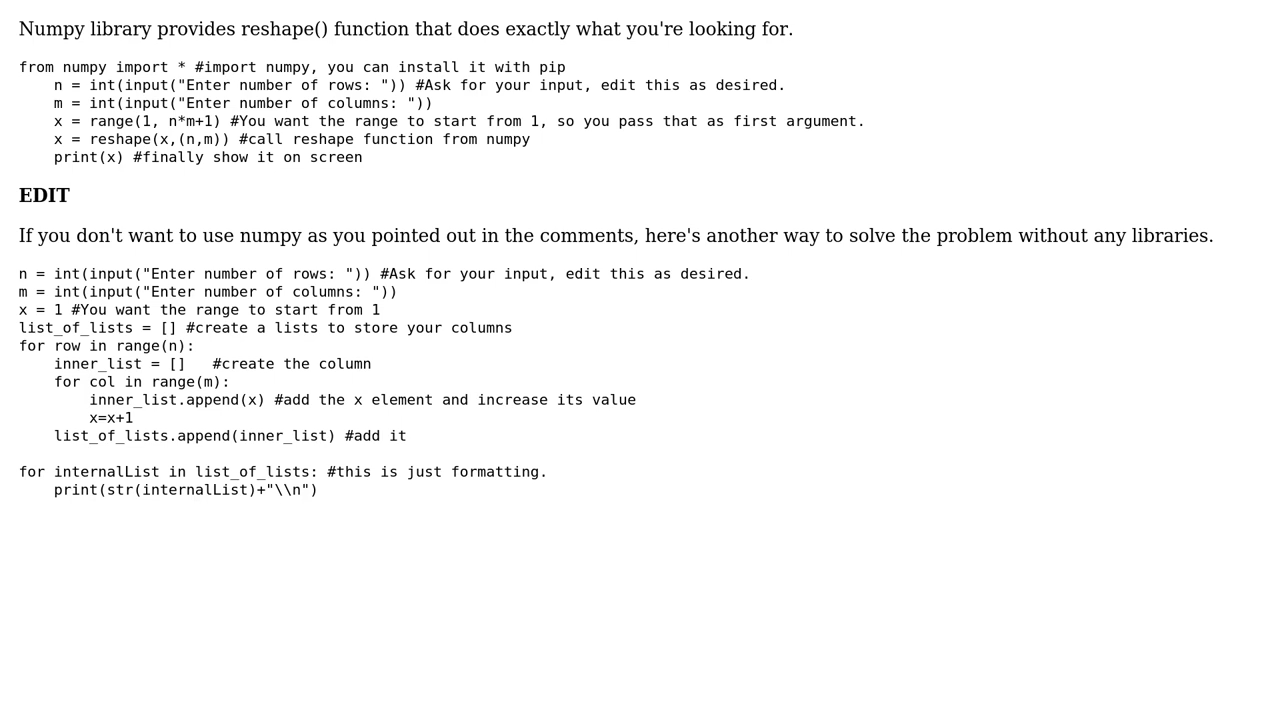 Numpy library provides reshape() function that does exactly what you're looking for.
from numpy import * #import numpy, you can install it with pip
    n = int(input("Enter number of rows: ")) #Ask for your input, edit this as desired.
    m = int(input("Enter number of columns: "))
    x = range(1, n*m+1) #You want the range to start from 1, so you pass that as first argument.
    x = reshape(x,(n,m)) #call reshape function from numpy
    print(x) #finally show it on screen
EDIT
If you don't want to use numpy as you pointed out in the comments, here's another way to solve the problem without any libraries.
n = int(input("Enter number of rows: ")) #Ask for your input, edit this as desired.
m = int(input("Enter number of columns: "))
x = 1 #You want the range to start from 1
list_of_lists = [] #create a lists to store your columns
for row in range(n):
    inner_list = []   #create the column
    for col in range(m):
        inner_list.append(x) #add the x element and increase its value
        x=x+1
    list_of_lists.append(inner_list) #add it

for internalList in list_of_lists: #this is just formatting.
    print(str(internalList)+"\\n")